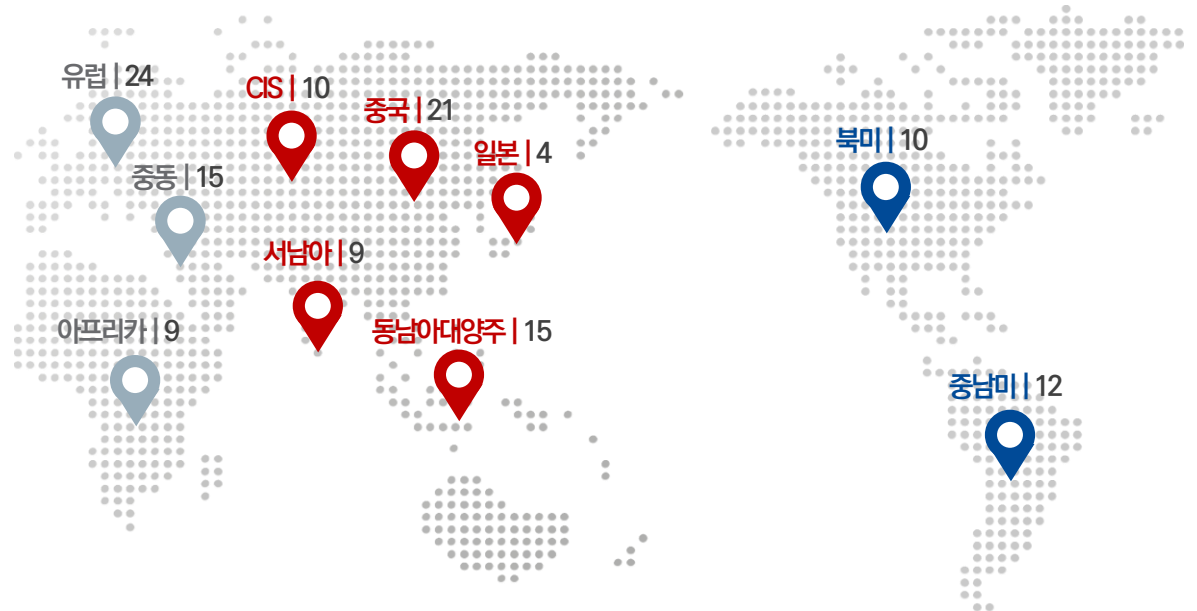 유럽 | 24
CIS | 10
중국 | 21
일본 | 4
북미 | 10
중동 | 15
서남아 | 9
아프리카 | 9
동남아대양주 | 15
중남미 | 12